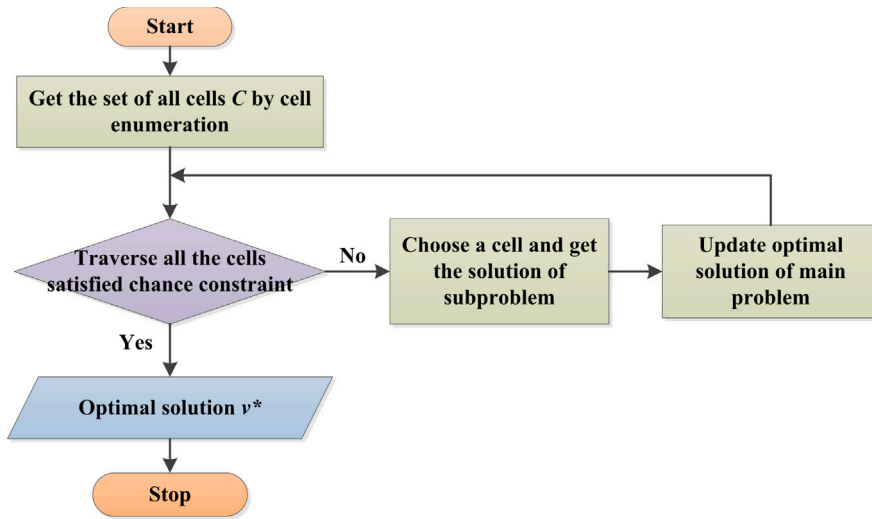 Start
Get the set of all cells C by cell
enumeration
Traverse all the cells
satisfied chance constraint
No
Choose a cell and get
the solution of
subproblem
Update optimal
solution of main
problem
Yes
Optimal solution v*
Stop